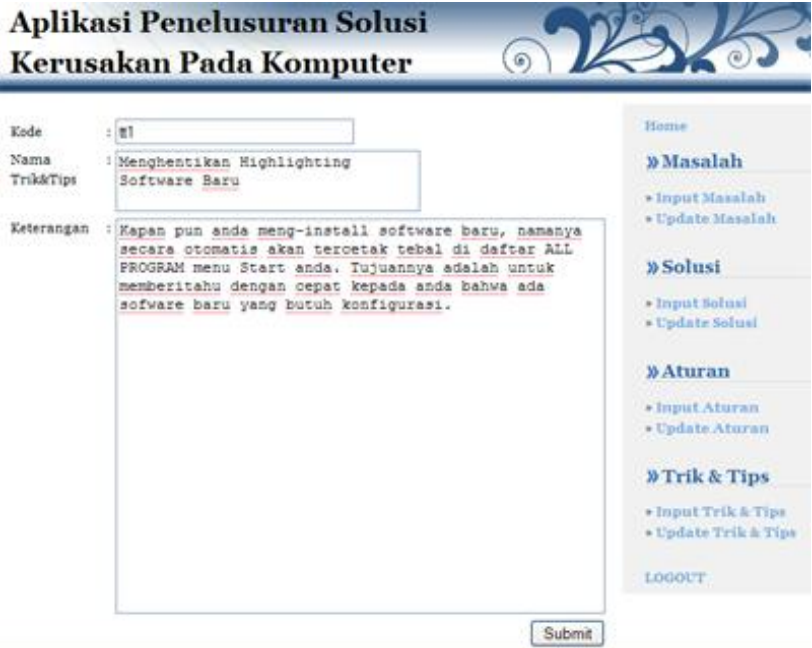 Aplikasi Penelusuran Solusi
Kerusakan Pada Komputer
Kode : tt1
Nama : Menghentikan Highlighting
Trik&Tips Software Baru
Keterangan : Kapan pun anda meng-install software baru, namanya
secara otomatis akan tercetak tebal di daftar ALL
PROGRAM menu Start anda. Tujuannya adalah untuk
memberitahu dengan cepat kepada anda bahwa ada
sofware baru yang butuh konfigurasi.
Submit
Home
» Masalah
» Input Masalah
» Update Masalah
» Solusi
» Input Solusi
» Update Solusi
» Aturan
» Input Aturan
» Update Aturan
» Trik & Tips
» Input Trik & Tips
» Update Trik & Tips
LOGOUT